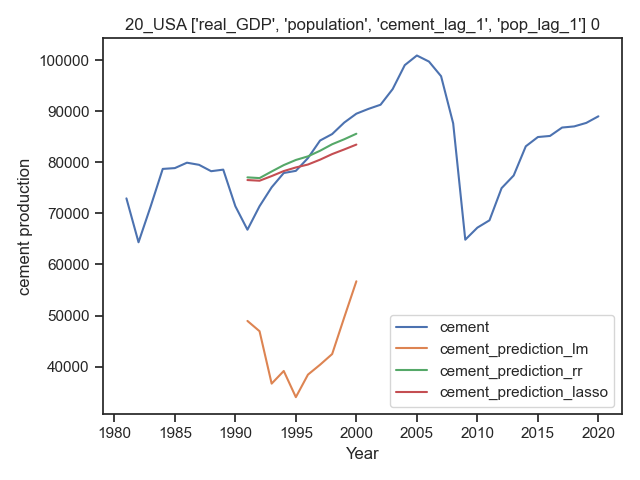 20_USA ['real_GDP', 'population', 'cement_lag_1', 'pop_lag_1'] 0
100000
90000
80000
70000
60000
50000
40000
cement production
1980
1985
1990
1995
2000
2005
2010
2015
2020
Year
cement
cement_prediction_lm
cement_prediction_rr
cement_prediction_lasso